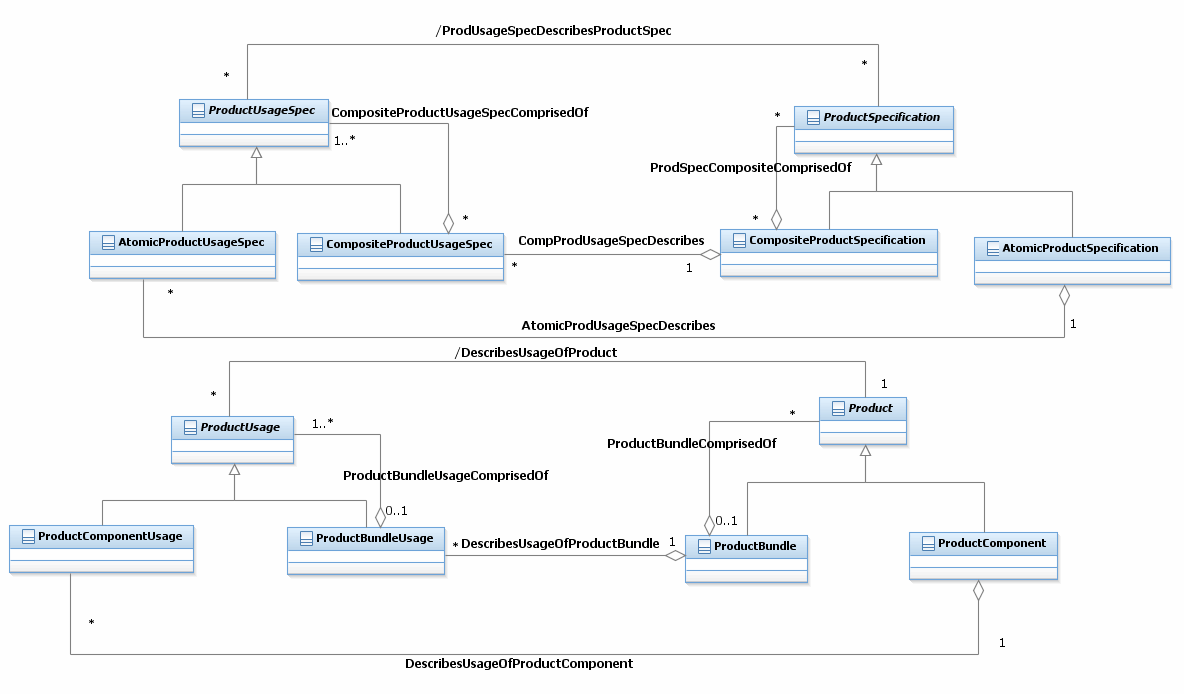 /ProdUsageSpecDescribesProductSpec
*
*
ProductUsageSpec
CompositeProductUsageSpecComprisedOf
*
ProductSpecification
1..*
ProdSpecCompositeComprisedOf
*
*
AtomicProductUsageSpec
CompositeProductUsageSpec
CompProdUsageSpecDescribes
CompositeProductSpecification
AtomicProductSpecification
*
1
*
AtomicProdUsageSpecDescribes
1
/DescribesUsageOfProduct
*
1
ProductUsage
1..*
*
Product
ProductBundleComprisedOf
ProductBundleUsageComprisedOf
0..1
0..1
ProductComponentUsage
ProductBundleUsage
*
DescribesUsageOfProductBundle
1
ProductBundle
ProductComponent
*
1
DescribesUsageOfProductComponent